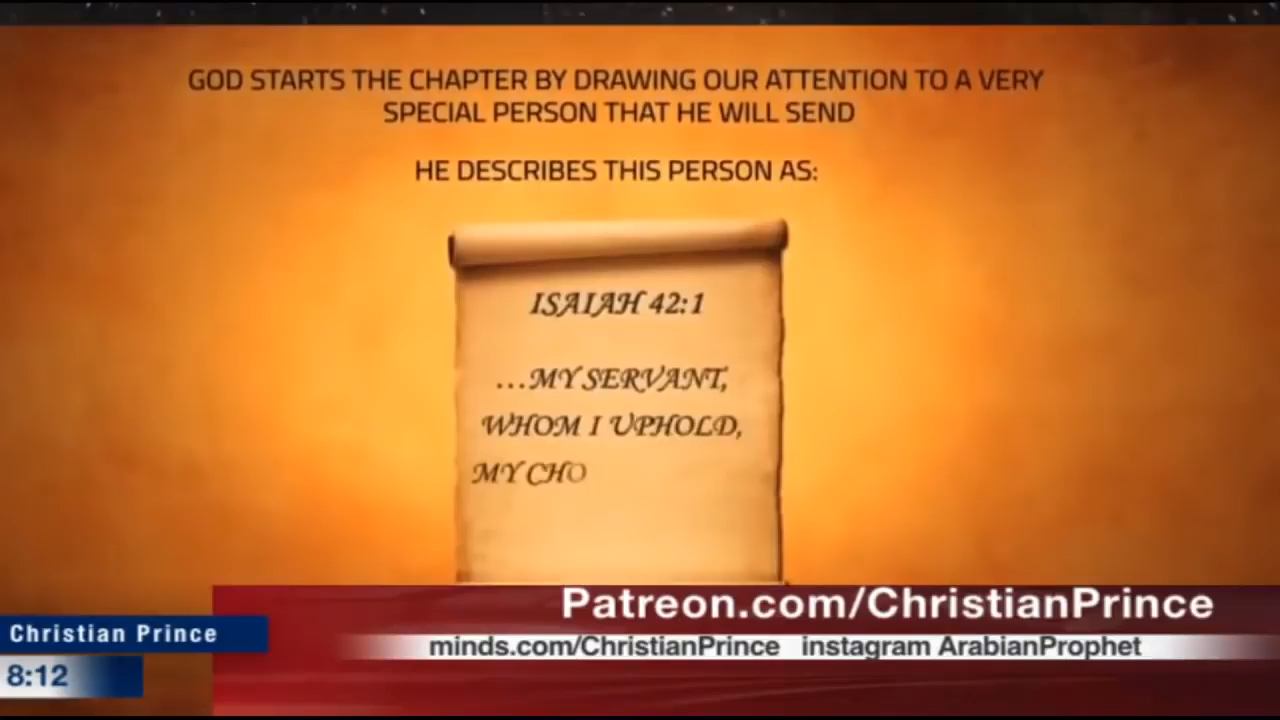 GOD STARTS THE CHAPTER BY DRAWING OUR ATTENTION TO A VERY
SPECIAL PERSON THAT HE WILL SEND
HE DESCRIBES THIS PERSON AS:
ISAIAH 42:1
...MY SERVANT,
WHOM I UPHOLD,
MY CHO
Patreon.com/ChristianPrince
Christian Prince
minds.com/ChristianPrince instagram ArabianProphet
8:12